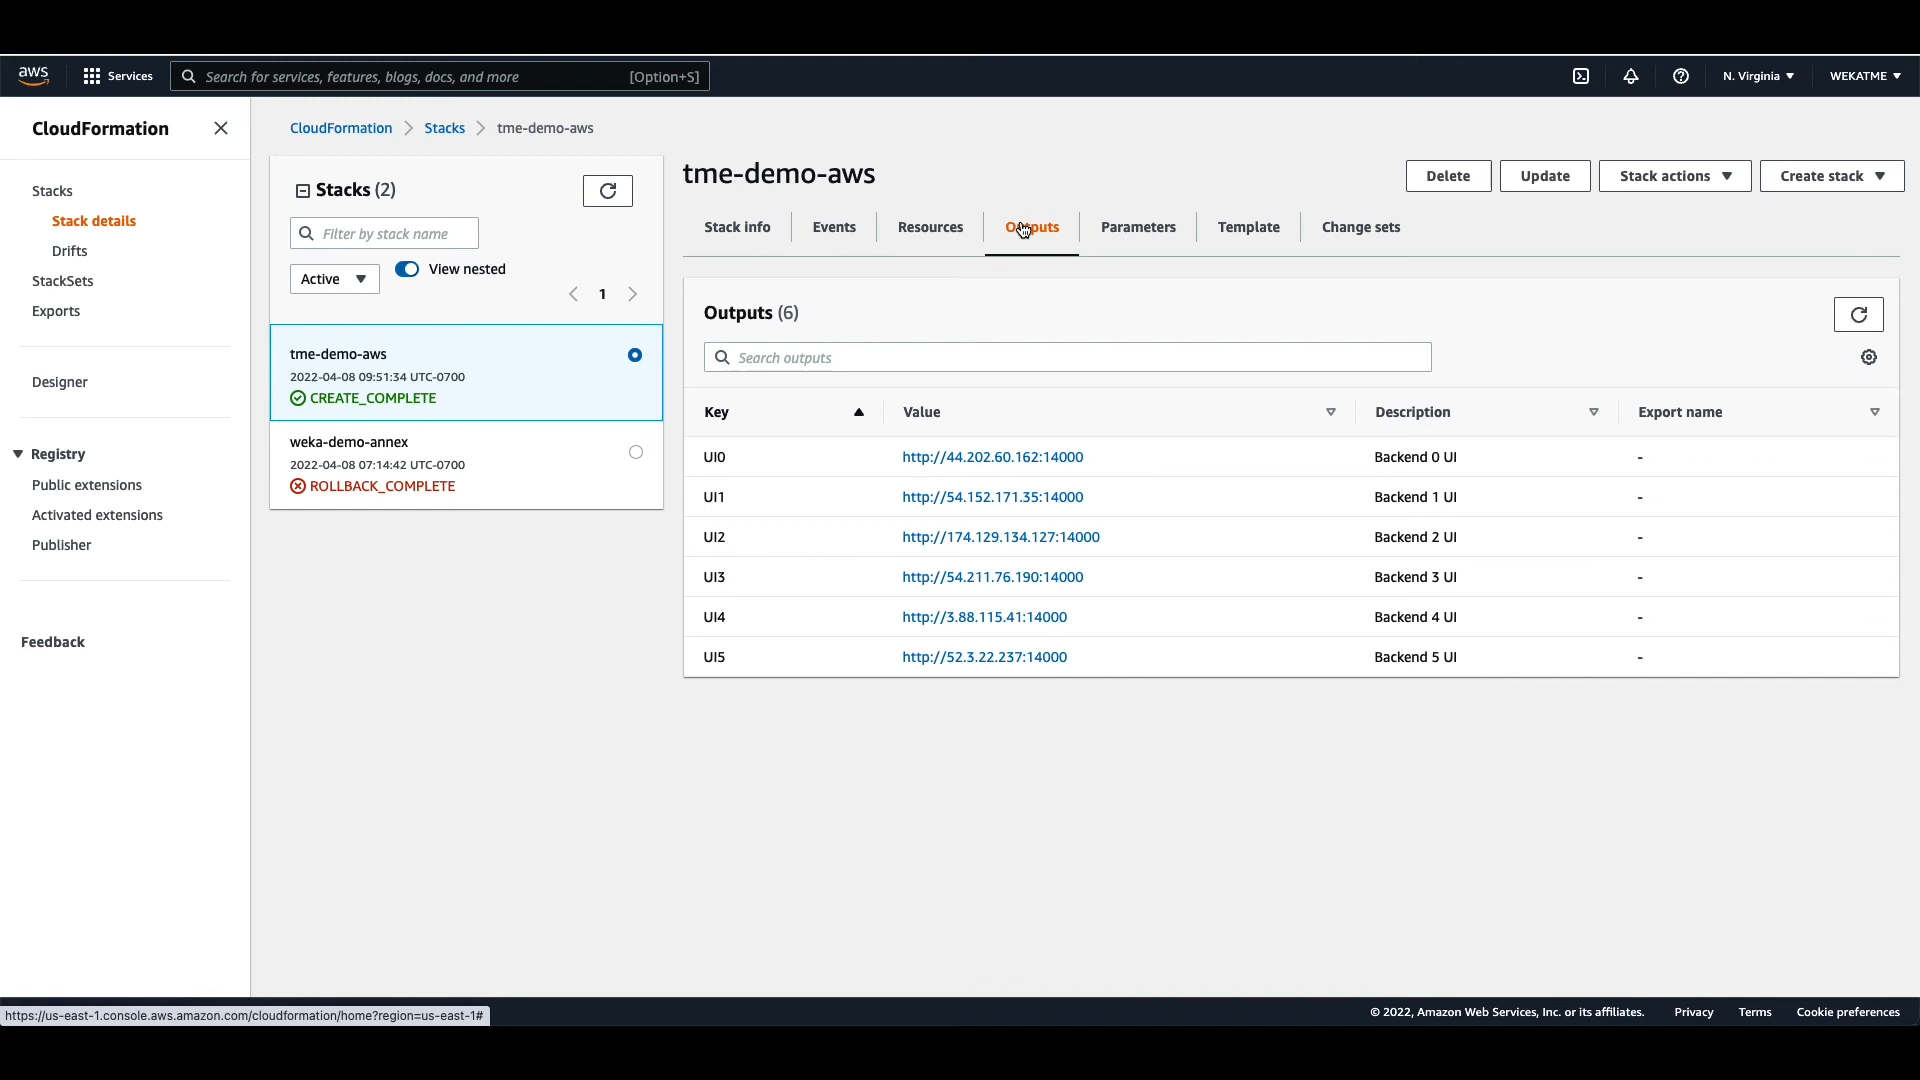 aws
Services
Search for services, features, blogs, docs, and more
[Option+S]
N. Virginia
WEKATME
CloudFormation
Stacks
Stack details
Drifts
StackSets
Exports
Designer
Registry
Public extensions
Activated extensions
Publisher
Feedback
CloudFormation
Stacks
tme-demo-aws
Stacks (2)
Filter by stack name
Active
View nested
1
tme-demo-aws
2022-04-08 09:51:34 UTC-0700
CREATE_COMPLETE
weka-demo-annex
2022-04-08 07:14:42 UTC-0700
ROLLBACK_COMPLETE
tme-demo-aws
Delete
Update
Stack actions
Create stack
Stack info
Events
Resources
Outputs
Parameters
Template
Change sets
Outputs (6)
Search outputs
Key Value Description Export name
UI0 http://44.202.60.162:14000 Backend 0 UI -
UI1 http://54.152.171.35:14000 Backend 1 UI -
UI2 http://174.129.134.127:14000 Backend 2 UI -
UI3 http://54.211.76.190:14000 Backend 3 UI -
UI4 http://3.88.115.41:14000 Backend 4 UI -
UI5 http://52.3.22.237:14000 Backend 5 UI -
https://us-east-1.console.aws.amazon.com/cloudformation/home?region=us-east-1#
© 2022, Amazon Web Services, Inc. or its affiliates.
Privacy
Terms
Cookie preferences